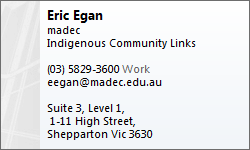 Eric Egan
madec
Indigenous Community Links
(03) 5829-3600 Work
eegan@madec.edu.au
Suite 3, Level 1,
1-11 High Street,
Shepparton Vic 3630